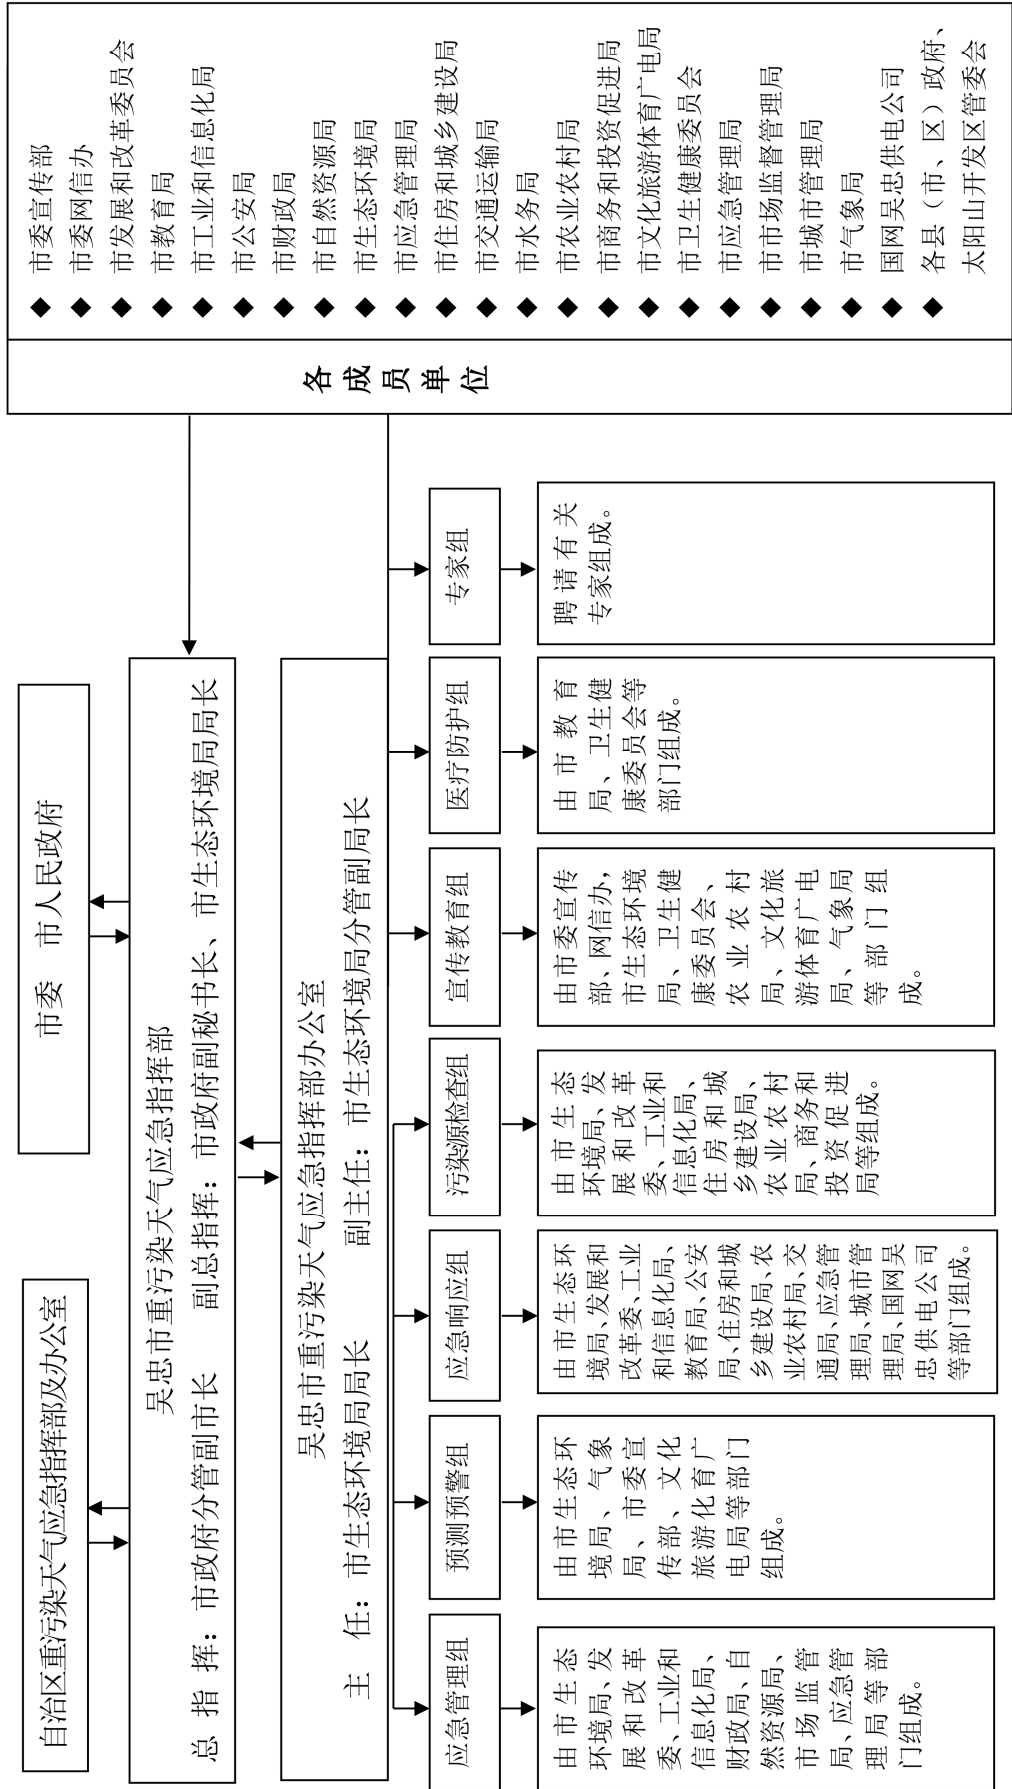 自治区重污染天气应急指挥部及办公室
市委　市人民政府
吴忠市重污染天气应急指挥部
总 指 挥：市政府分管副市长　副总指挥：市政府副秘书长、市生态环境局局长
吴忠市重污染天气应急指挥部办公室
主　任：市生态环境局局长　副主任：市生态环境局分管副局长
应急管理组
由市生态
环境局、发
展和改革
委、工业和
信息化局、
财政局、自
然资源局、
市场监管
局、应急管
理局等部
门组成。
预测预警组
由市生态环
境局、气象
局、市委宣
传部、文化
旅游化育广
电局等部门
组成。
应急响应组
由市生态环
境局、发展和
改革委、工业
和信息化局、
教育局、公安
局、住房和城
乡建设局、农
业农村局、交
通局、应急管
理局、城市管
理局、国网吴
忠供电公司
等部门组成。
污染源检查组
由市生态
环境局、发
展和改革
委、工业和
信息化局、
住房和城
乡建设局、
农业农村
局、商务和
投资促进
局等组成。
宣传教育组
由市委宣传
部、网信办，
市生态环境
局、卫生健
康委员会、
农业农村
局、文化旅
游体育广电
局、气象局
等部门组
成。
医疗防护组
由市教育
局、卫生健
康委员会等
部门组成。
专家组
聘请有关
专家组成。
各成员单位
◆ 市委宣传部
◆ 市委网信办
◆ 市发展和改革委员会
◆ 市教育局
◆ 市工业和信息化局
◆ 市公安局
◆ 市财政局
◆ 市自然资源局
◆ 市生态环境局
◆ 市应急管理局
◆ 市住房和城乡建设局
◆ 市交通运输局
◆ 市水务局
◆ 市农业农村局
◆ 市商务和投资促进局
◆ 市文化旅游体育广电局
◆ 市卫生健康委员会
◆ 市应急管理局
◆ 市市场监督管理局
◆ 市城市管理局
◆ 市气象局
◆ 国网吴忠供电公司
◆ 各县（市、区）政府、
太阳山开发区管委会